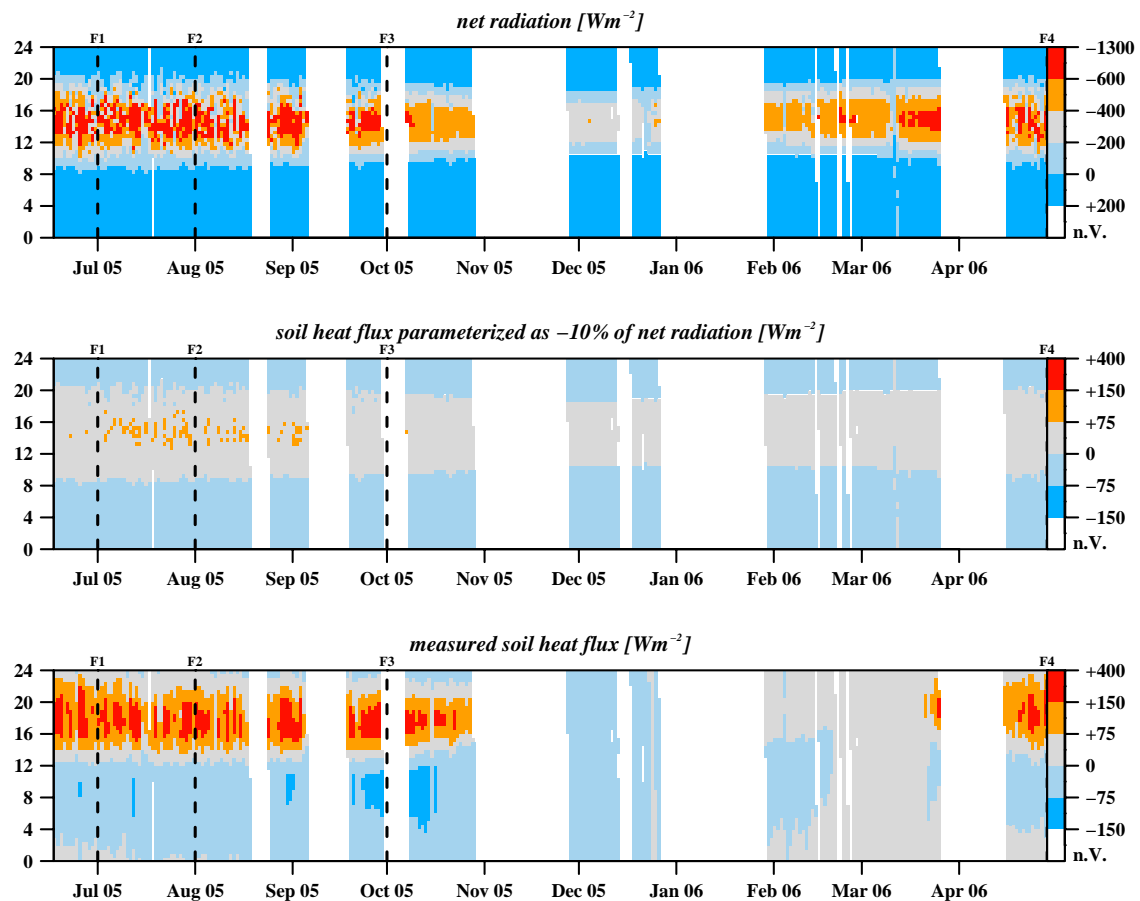 net radiation [Wm⁻²]
F1 F2 F3 F4
24 −1300
20 −600
16 −400
12 −200
8 0
4 +200
0 n.V.
Jul 05 Aug 05 Sep 05 Oct 05 Nov 05 Dec 05 Jan 06 Feb 06 Mar 06 Apr 06
soil heat flux parameterized as −10% of net radiation [Wm⁻²]
F1 F2 F3 F4
24 +400
20 +150
16 +75
12 0
8 −75
4 −150
0 n.V.
Jul 05 Aug 05 Sep 05 Oct 05 Nov 05 Dec 05 Jan 06 Feb 06 Mar 06 Apr 06
measured soil heat flux [Wm⁻²]
F1 F2 F3 F4
24 +400
20 +150
16 +75
12 0
8 −75
4 −150
0 n.V.
Jul 05 Aug 05 Sep 05 Oct 05 Nov 05 Dec 05 Jan 06 Feb 06 Mar 06 Apr 06